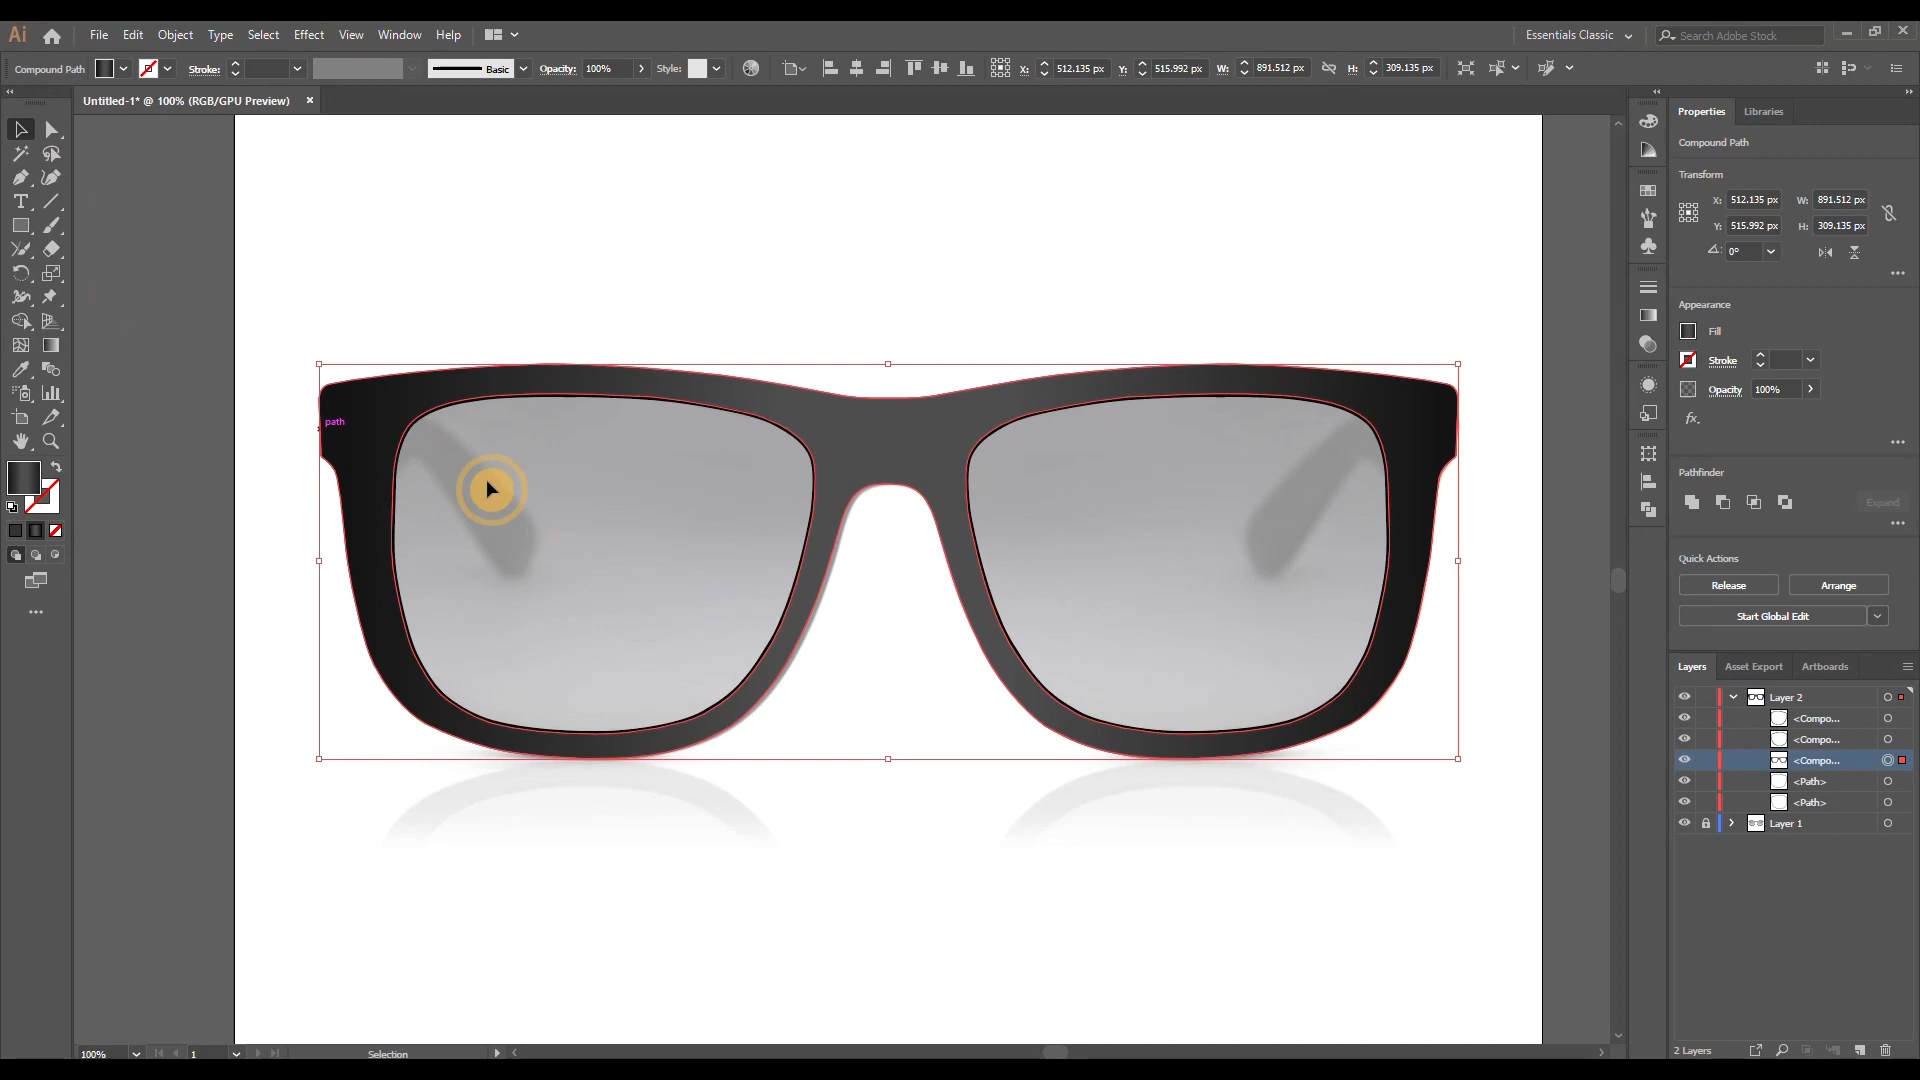 Ai File Edit Object Type Select Effect View Window Help Essentials Classic Search Adobe Stock
Compound Path Stroke: Basic Opacity: 100% Style: X: 512.135 px Y: 515.992 px W: 891.512 px H: 309.135 px
Untitled-1* @ 100% (RGB/GPU Preview) ×
Properties Libraries
Compound Path
Transform
X: 512.135 px W: 891.512 px
Y: 515.992 px H: 309.135 px
0°
Appearance
Fill
Stroke
Opacity 100%
fx.
path
Pathfinder
Expand
Quick Actions
Release Arrange
Start Global Edit
Layers Asset Export Artboards
Layer 2
<Compo...
<Compo...
<Compo...
<Path>
<Path>
Layer 1
2 Layers
100% 1 Selection